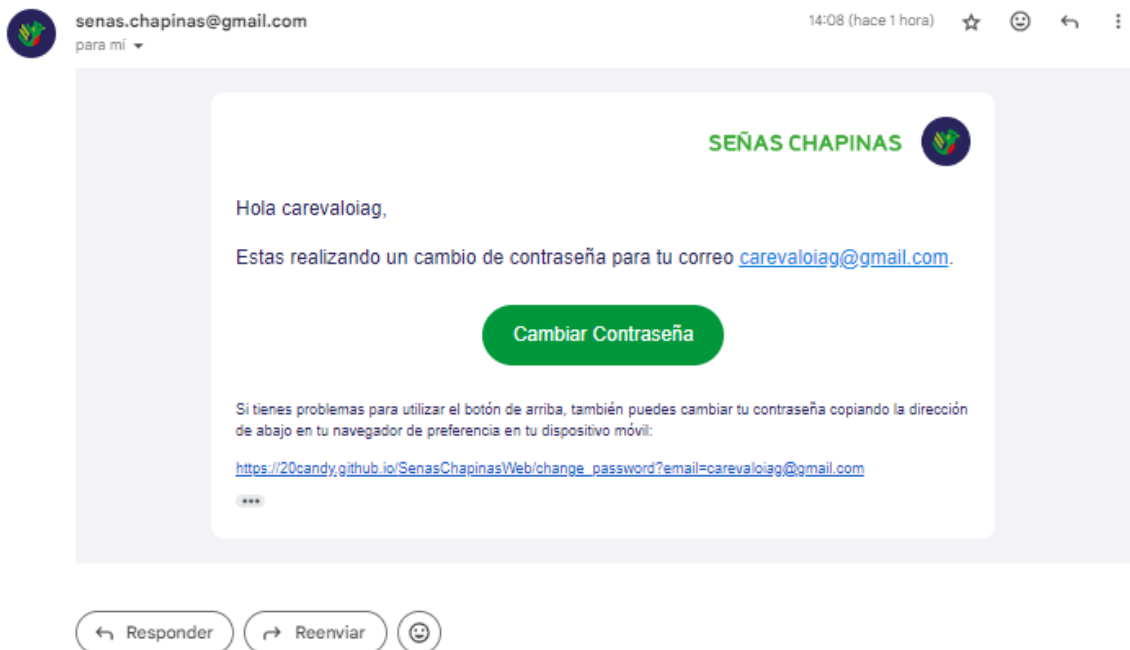 senas.chapinas@gmail.com
14:08 (hace 1 hora)
para mí
SEÑAS CHAPINAS
Hola carevaloiag,
Estas realizando un cambio de contraseña para tu correo carevaloiag@gmail.com.
Cambiar Contraseña
Si tienes problemas para utilizar el botón de arriba, también puedes cambiar tu contraseña copiando la dirección
de abajo en tu navegador de preferencia en tu dispositivo móvil:
https://20candy.github.io/SenasChapinasWeb/change_password?email=carevaloiag@gmail.com
Responder
Reenviar